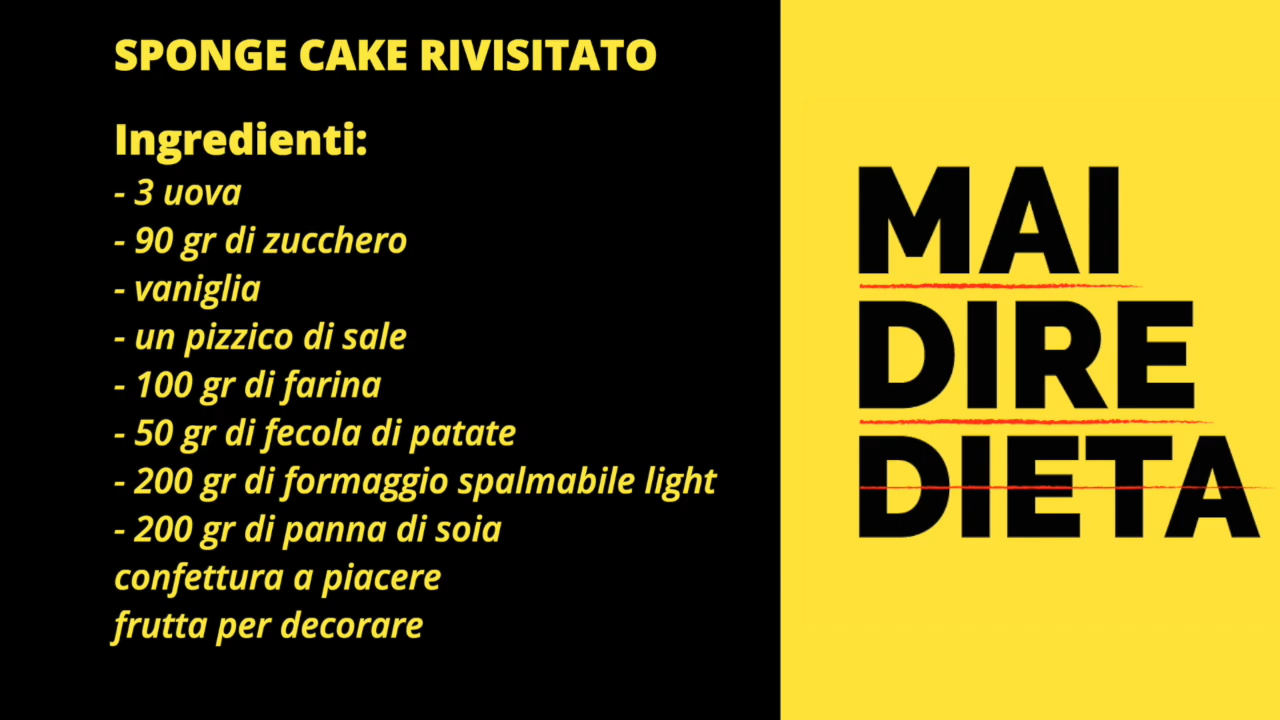 SPONGE CAKE RIVISITATO
Ingredienti:
- 3 uova
- 90 gr di zucchero
- vaniglia
- un pizzico di sale
- 100 gr di farina
- 50 gr di fecola di patate
- 200 gr di formaggio spalmabile light
- 200 gr di panna di soia
confettura a piacere
frutta per decorare
MAI
DIRE
DIETA